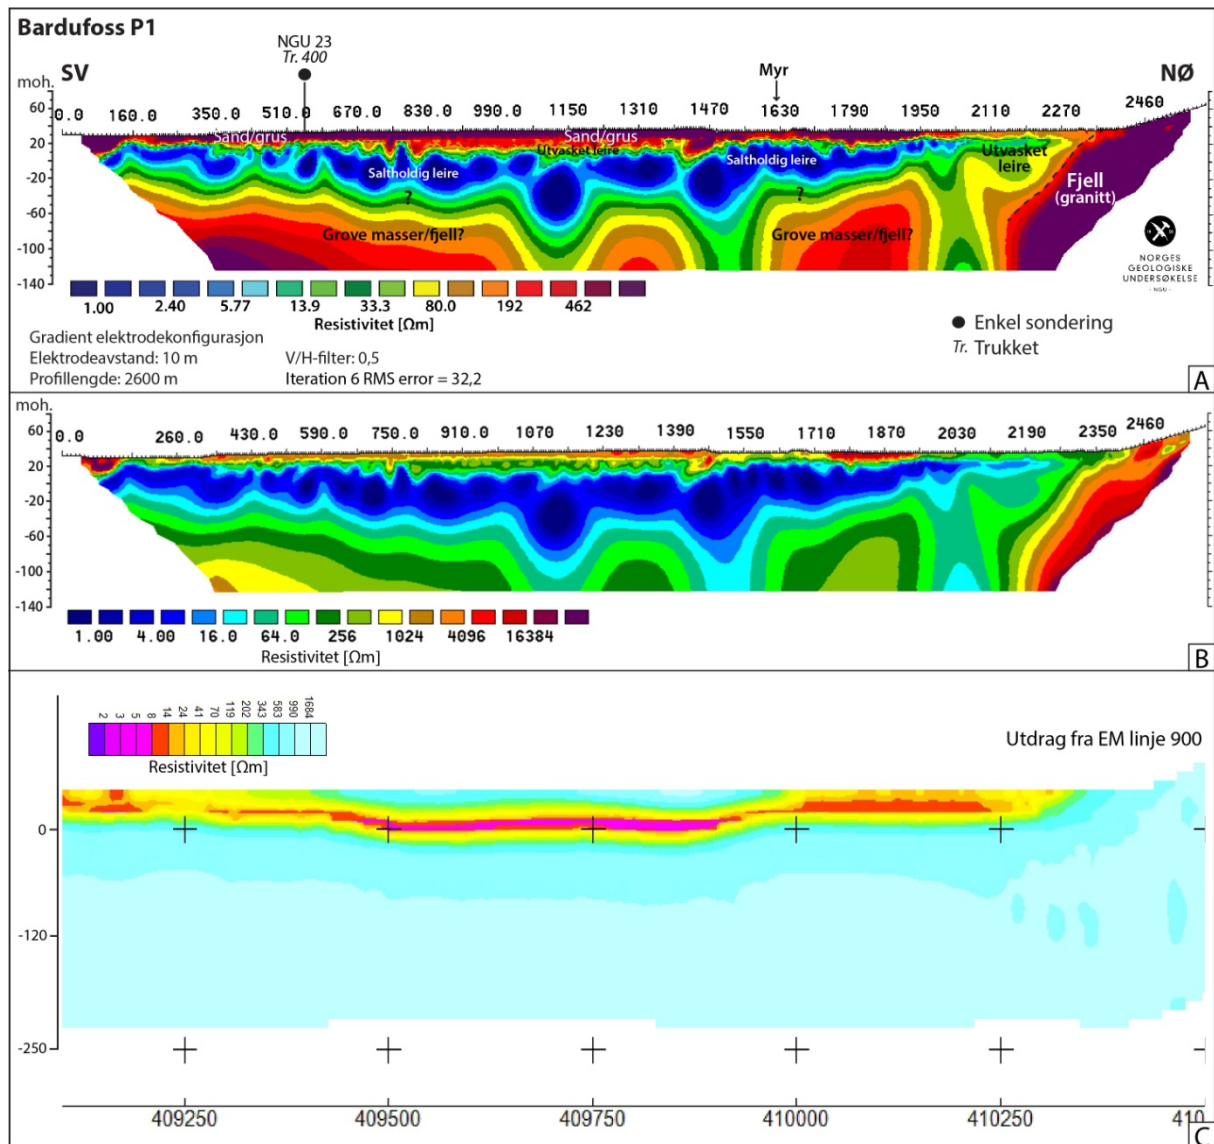 Bardufoss P1
NGU 23
Tr. 400
SV
Myr
NØ
moh.
0.0 160.0 350.0 510.0 670.0 830.0 990.0 1150 1310 1470 1630 1790 1950 2110 2270 2460
60
20
-20
-60
-100
-140
Sand/grus
Sand/grus
Utvasket leire
Saltholdig leire
Saltholdig leire
Utvasket leire
?
?
Fjell
(granitt)
Grove masser/fjell?
Grove masser/fjell?
NORGES
GEOLOGISKE
UNDERSØKELSE
- NGU -
1.00 2.40 5.77 13.9 33.3 80.0 192 462
Resistivitet [Ωm]
Gradient elektrodekonfigurasjon
Elektrodeavstand: 10 m
V/H-filter: 0,5
Profillengde: 2600 m
Iteration 6 RMS error = 32,2
Enkel sondering
Tr. Trukket
A
moh.
0.0 260.0 430.0 590.0 750.0 910.0 1070 1230 1390 1550 1710 1870 2030 2190 2350 2460
60
20
-20
-60
-100
-140
1.00 4.00 16.0 64.0 256 1024 4096 16384
Resistivitet [Ωm]
B
2 3 5 8 14 24 41 70 119 202 343 583 990 1684
Resistivitet [Ωm]
Utdrag fra EM linje 900
0
-120
-250
409250 409500 409750 410000 410250 410
C